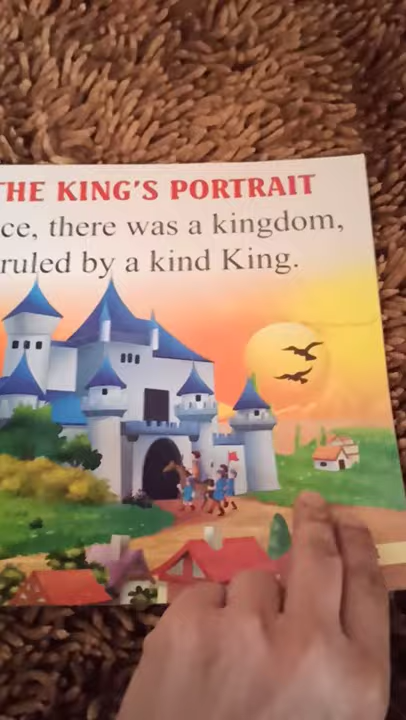 THE KING'S PORTRAIT
ce, there was a kingdom,
ruled by a kind King.